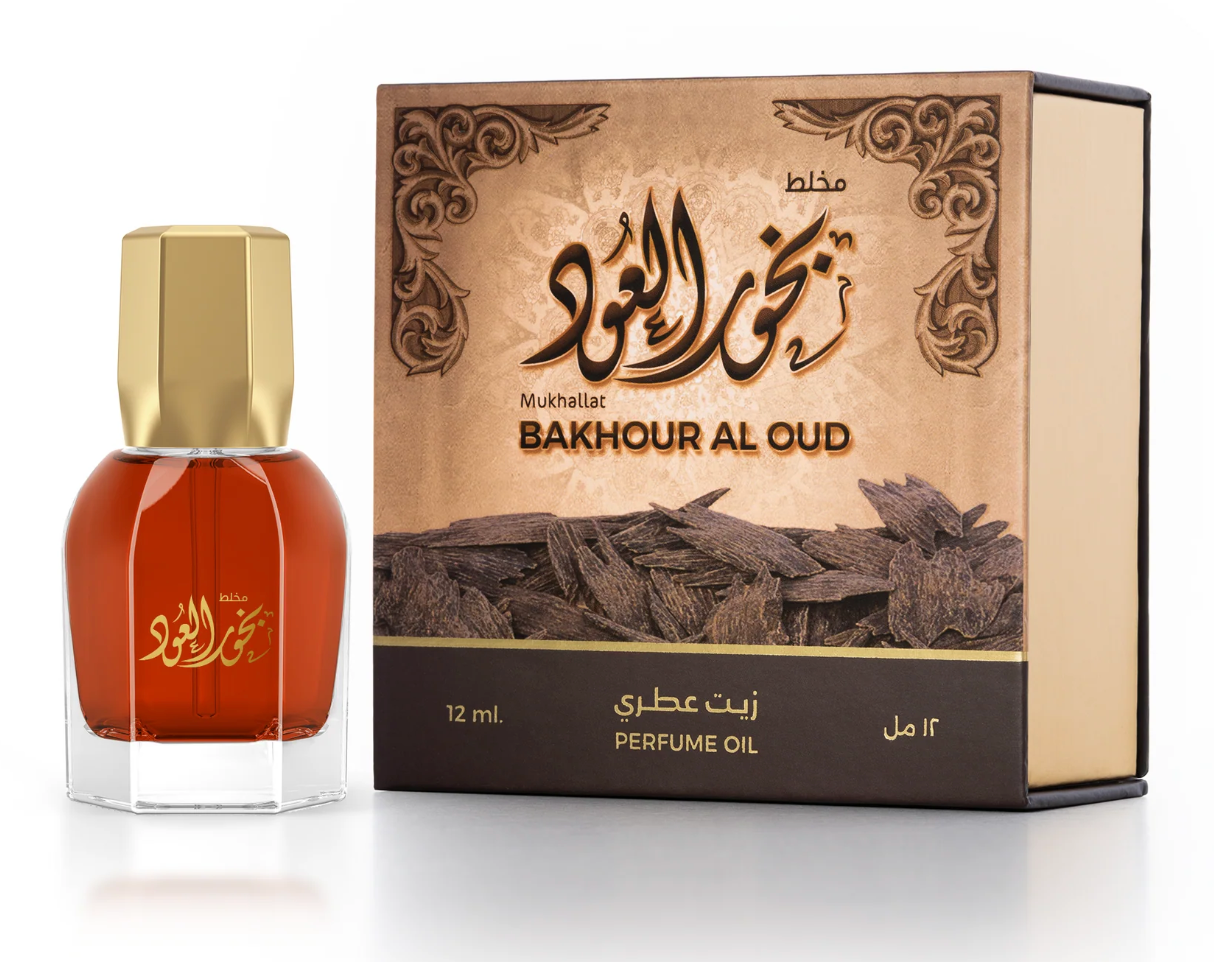 مخلط
بخور العود
Mukhallat
BAKHOUR AL OUD
12 ml.
زيت عطري
PERFUME OIL
١٢ مل
مخلط
بخور العود